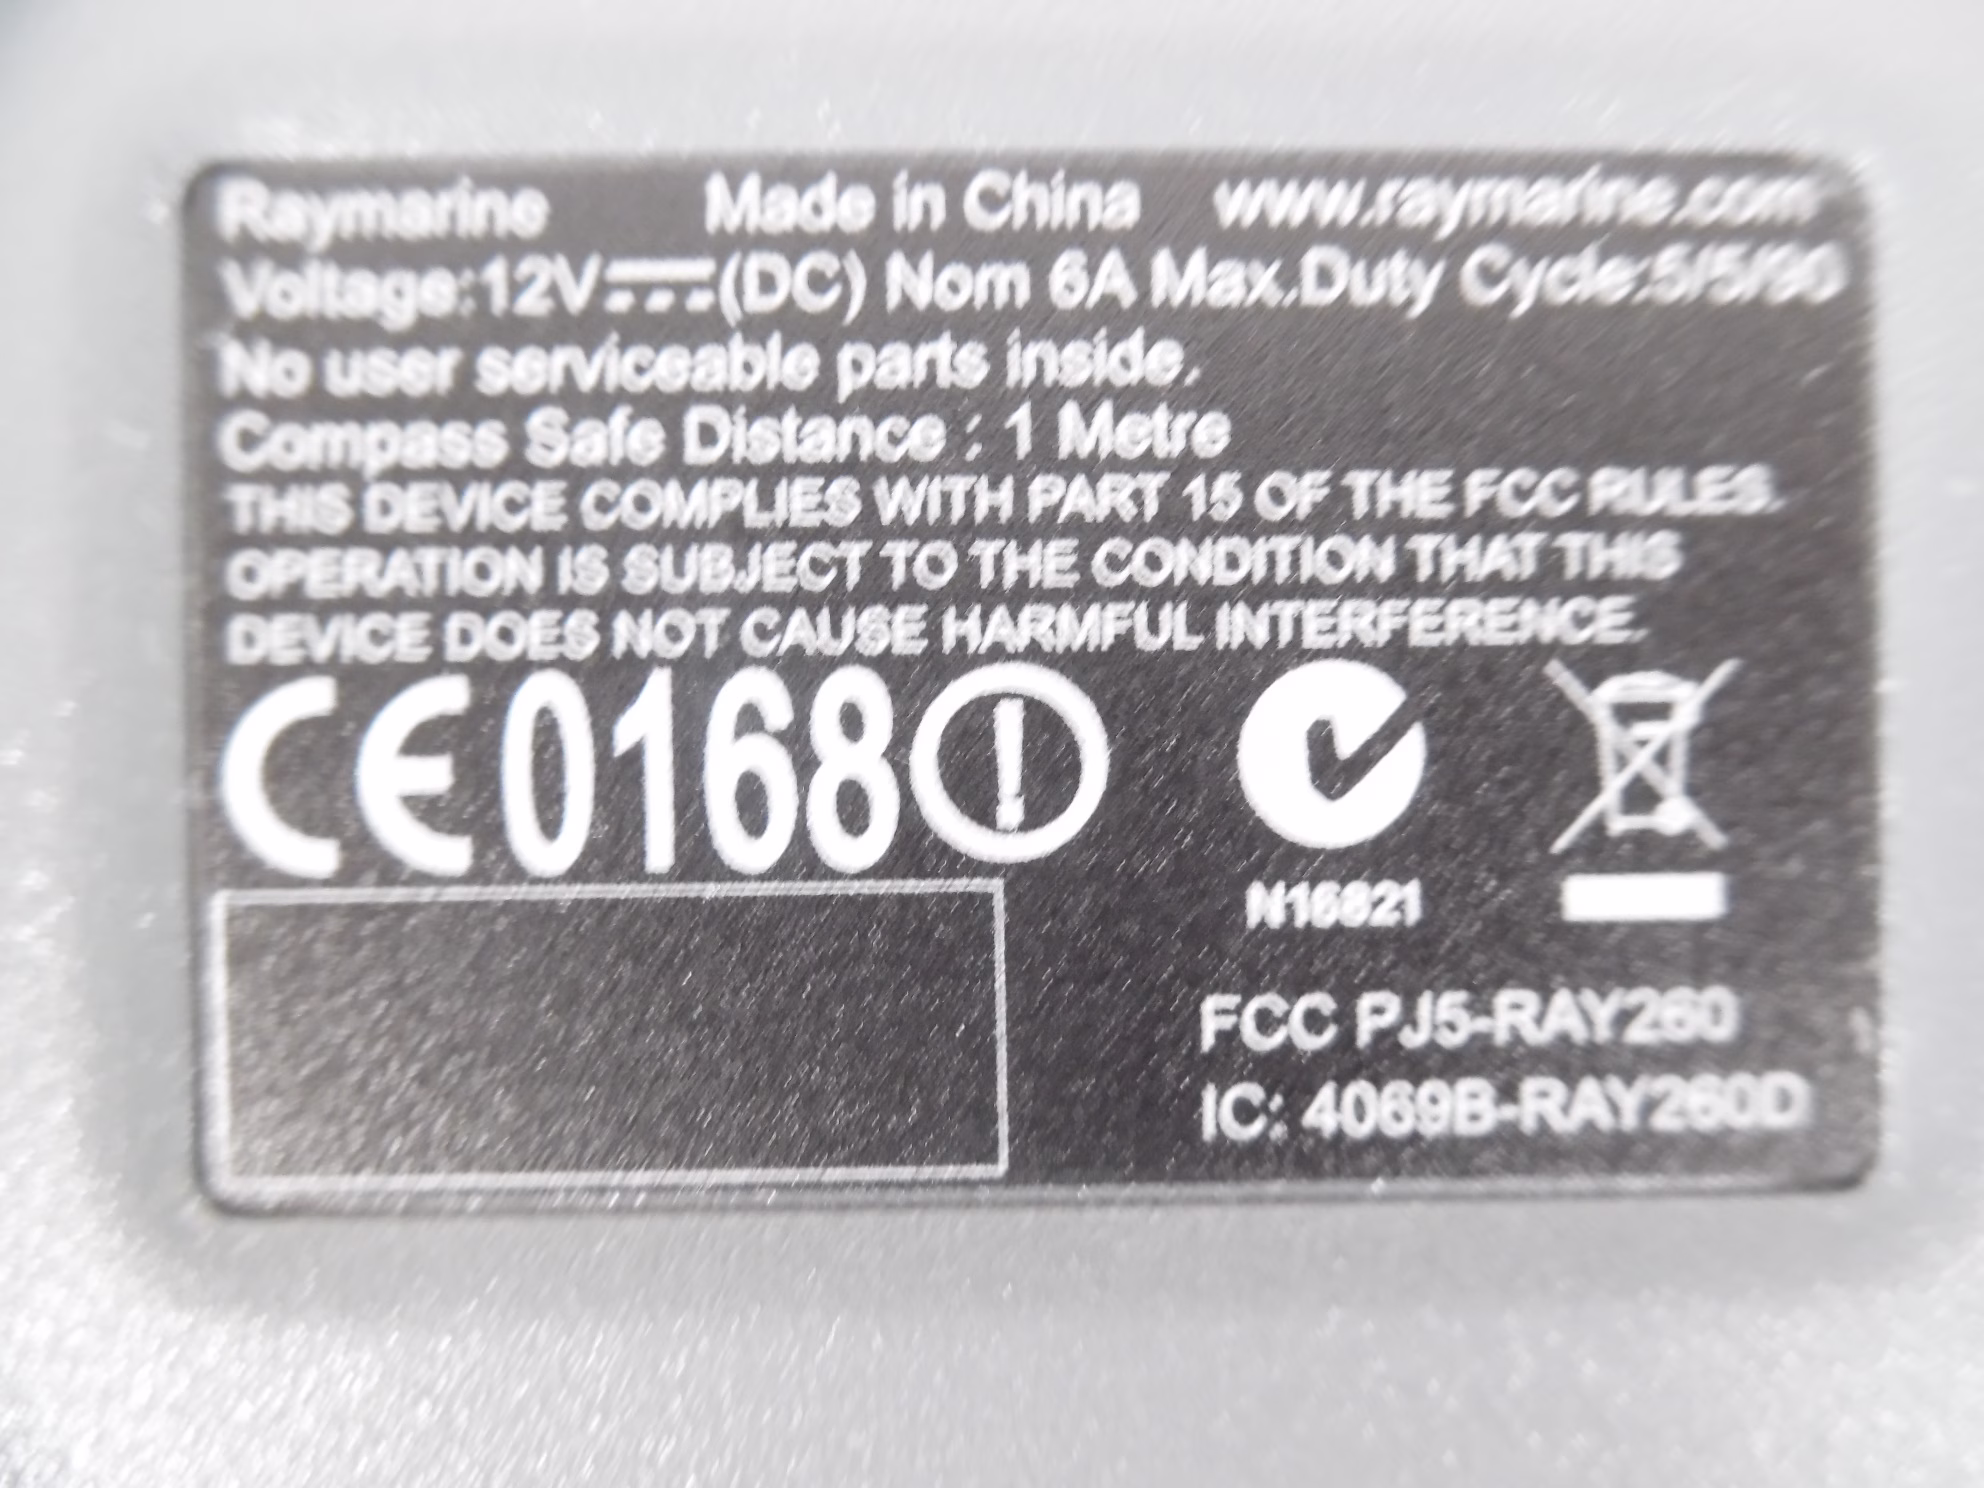 Raymarine Made in China www.raymarine.com
Voltage:12V⎓(DC) Nom 6A Max.Duty Cycle:5/5/90
No user serviceable parts inside.
Compass Safe Distance : 1 Metre
THIS DEVICE COMPLIES WITH PART 15 OF THE FCC RULES.
OPERATION IS SUBJECT TO THE CONDITION THAT THIS
DEVICE DOES NOT CAUSE HARMFUL INTERFERENCE.
CE0168!
N16821
FCC PJ5-RAY260
IC: 4069B-RAY260D